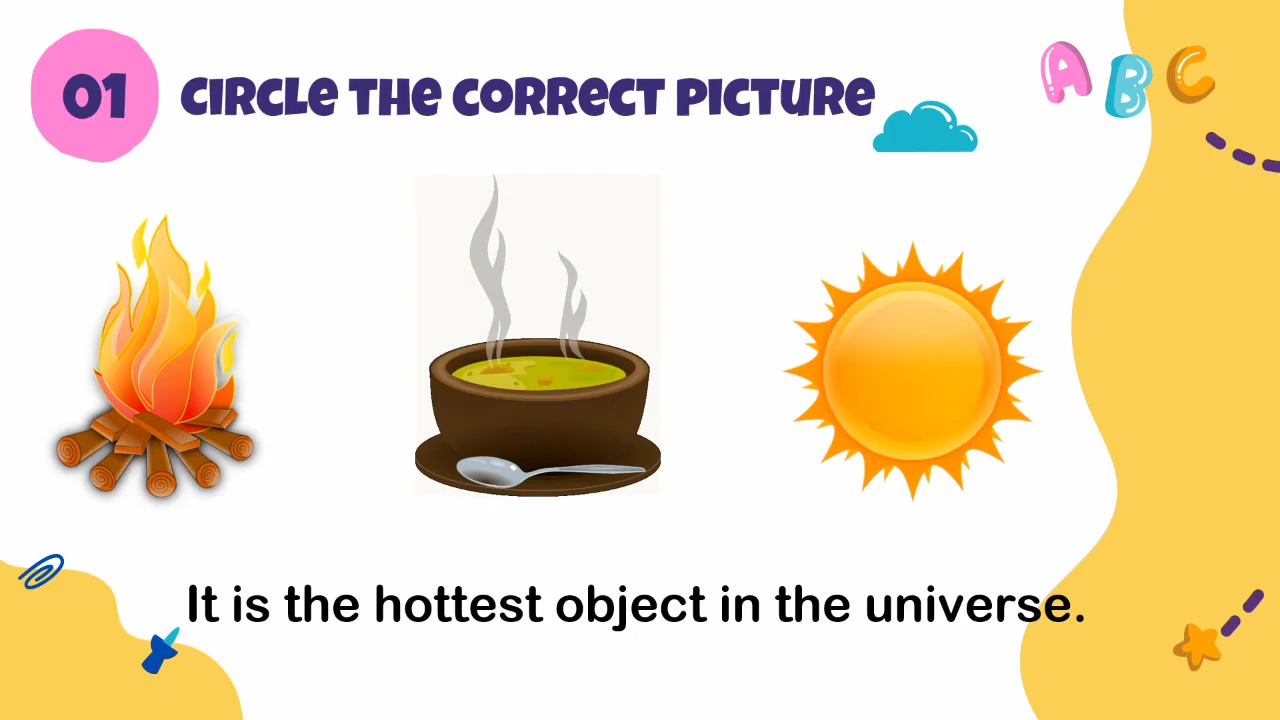 01 CIRCLE THE CORRECT PICTURE
A B C
It is the hottest object in the universe.